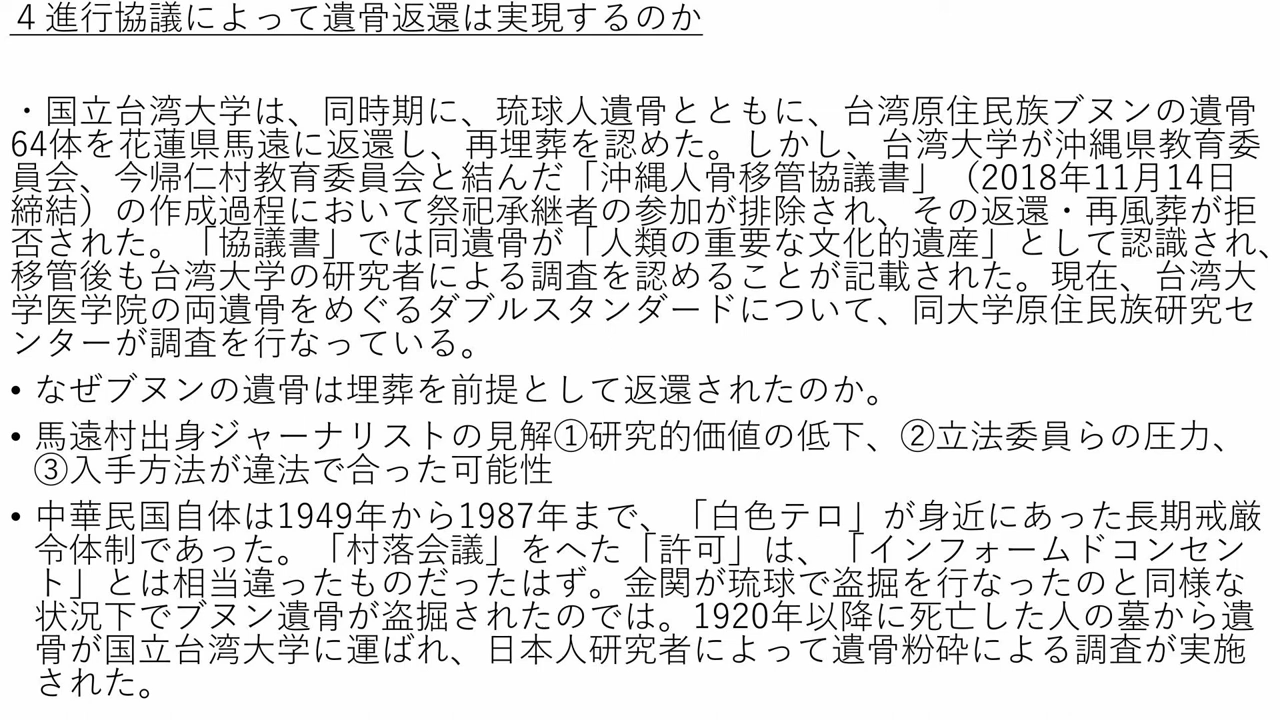 ４進行協議によって遺骨返還は実現するのか
・国立台湾大学は、同時期に、琉球人遺骨とともに、台湾原住民族ブヌンの遺骨
64体を花蓮県馬遠に返還し、再埋葬を認めた。しかし、台湾大学が沖縄県教育委
員会、今帰仁村教育委員会と結んだ「沖縄人骨移管協議書」（2018年11月14日
締結）の作成過程において祭祀承継者の参加が排除され、その返還・再風葬が拒
否された。「協議書」では同遺骨が「人類の重要な文化的遺産」として認識され、
移管後も台湾大学の研究者による調査を認めることが記載された。現在、台湾大
学医学院の両遺骨をめぐるダブルスタンダードについて、同大学原住民族研究セ
ンターが調査を行なっている。
• なぜブヌンの遺骨は埋葬を前提として返還されたのか。
• 馬遠村出身ジャーナリストの見解①研究的価値の低下、②立法委員らの圧力、
③入手方法が違法で合った可能性
• 中華民国自体は1949年から1987年まで、「白色テロ」が身近にあった長期戒厳
令体制であった。「村落会議」をへた「許可」は、「インフォームドコンセン
ト」とは相当違ったものだったはず。金関が琉球で盗掘を行なったのと同様な
状況下でブヌン遺骨が盗掘されたのでは。1920年以降に死亡した人の墓から遺
骨が国立台湾大学に運ばれ、日本人研究者によって遺骨粉砕による調査が実施
された。